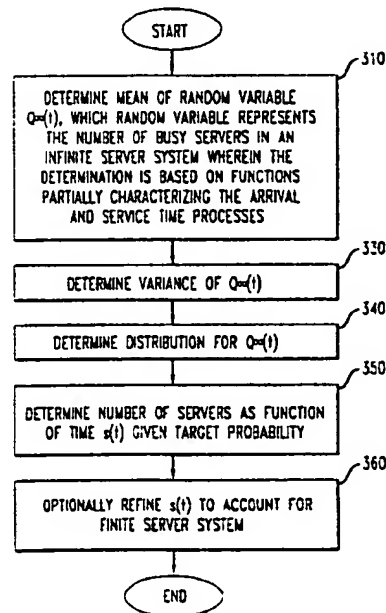 START
310
DETERMINE MEAN OF RANDOM VARIABLE
Q∞(t), WHICH RANDOM VARIABLE REPRESENTS
THE NUMBER OF BUSY SERVERS IN AN
INFINITE SERVER SYSTEM WHEREIN THE
DETERMINATION IS BASED ON FUNCTIONS
PARTIALLY CHARACTERIZING THE ARRIVAL
AND SERVICE TIME PROCESSES
330
DETERMINE VARIANCE OF Q∞(t)
340
DETERMINE DISTRIBUTION FOR Q∞(t)
350
DETERMINE NUMBER OF SERVERS AS FUNCTION
OF TIME s(t) GIVEN TARGET PROBABILITY
360
OPTIONALLY REFINE s(t) TO ACCOUNT FOR
FINITE SERVER SYSTEM
END